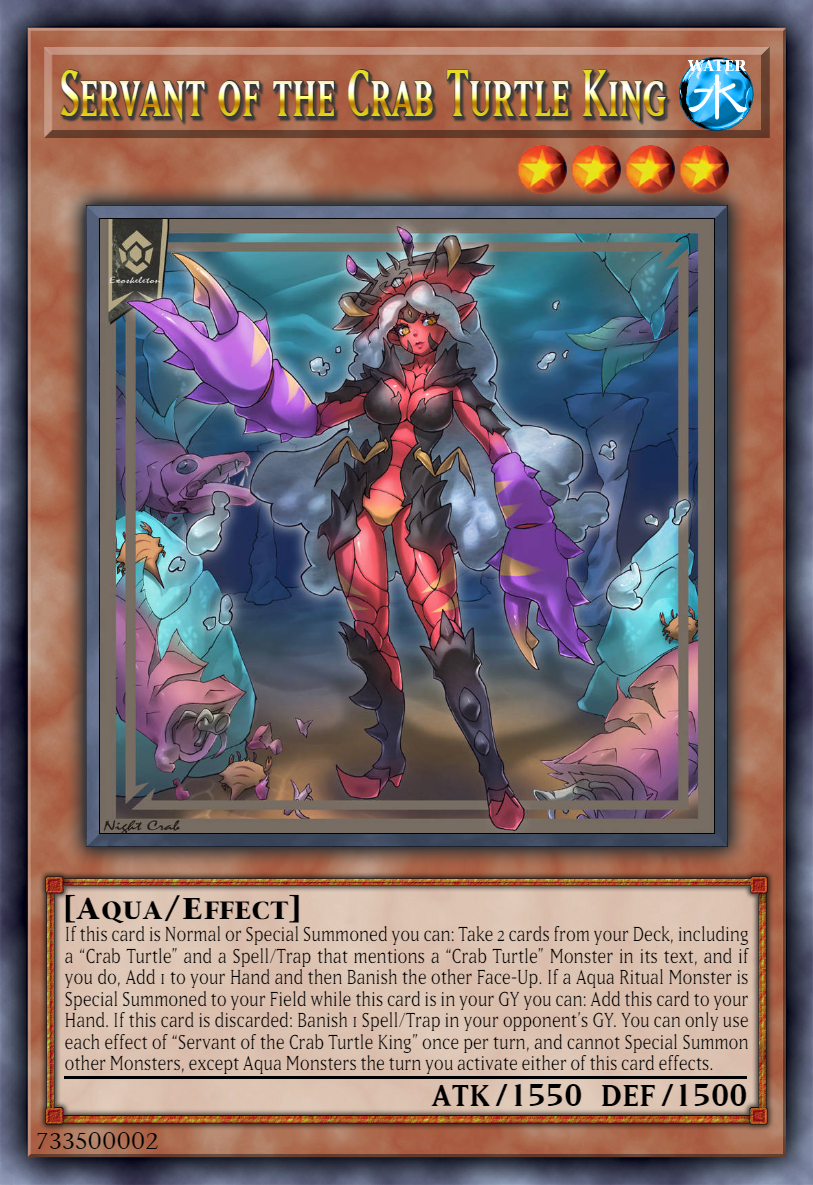 Servant of the Crab Turtle King
WATER
水
Exoskeleton
Night Crab
[Aqua/Effect]
If this card is Normal or Special Summoned you can: Take 2 cards from your Deck, including
a “Crab Turtle” and a Spell/Trap that mentions a “Crab Turtle” Monster in its text, and if
you do, Add 1 to your Hand and then Banish the other Face-Up. If a Aqua Ritual Monster is
Special Summoned to your Field while this card is in your GY you can: Add this card to your
Hand. If this card is discarded: Banish 1 Spell/Trap in your opponent’s GY. You can only use
each effect of “Servant of the Crab Turtle King” once per turn, and cannot Special Summon
other Monsters, except Aqua Monsters the turn you activate either of this card effects.
ATK/1550 DEF/1500
733500002